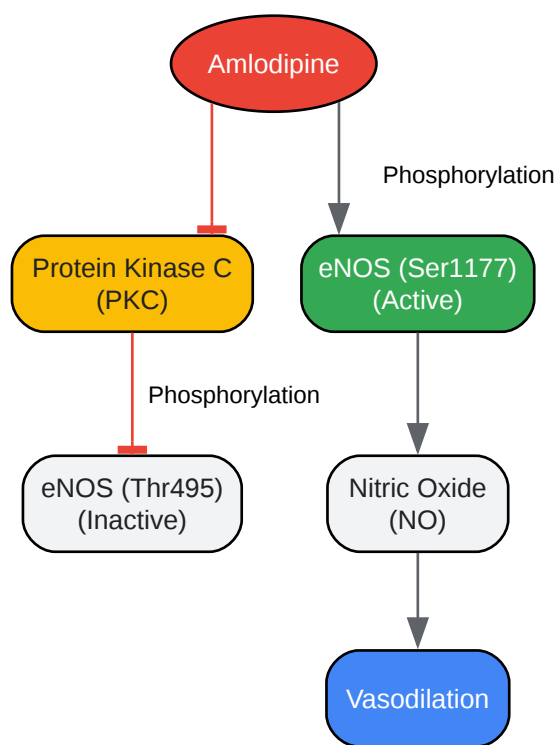 Amlodipine
Phosphorylation
Protein Kinase C
(PKC)
eNOS (Ser1177)
(Active)
Phosphorylation
eNOS (Thr495)
(Inactive)
Nitric Oxide
(NO)
Vasodilation